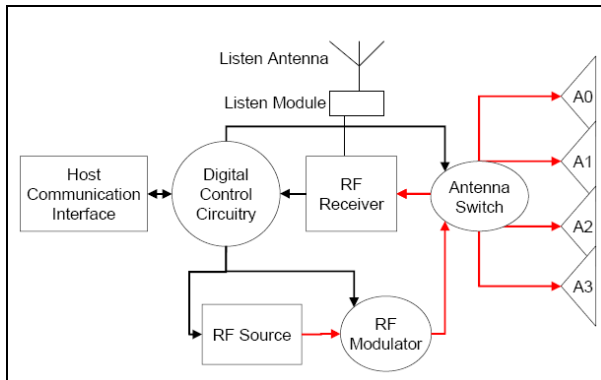 Listen Antenna
Listen Module
Host
Communication
Interface
Digital
Control
Circuitry
RF
Receiver
Antenna
Switch
A0
A1
A2
A3
RF Source
RF
Modulator